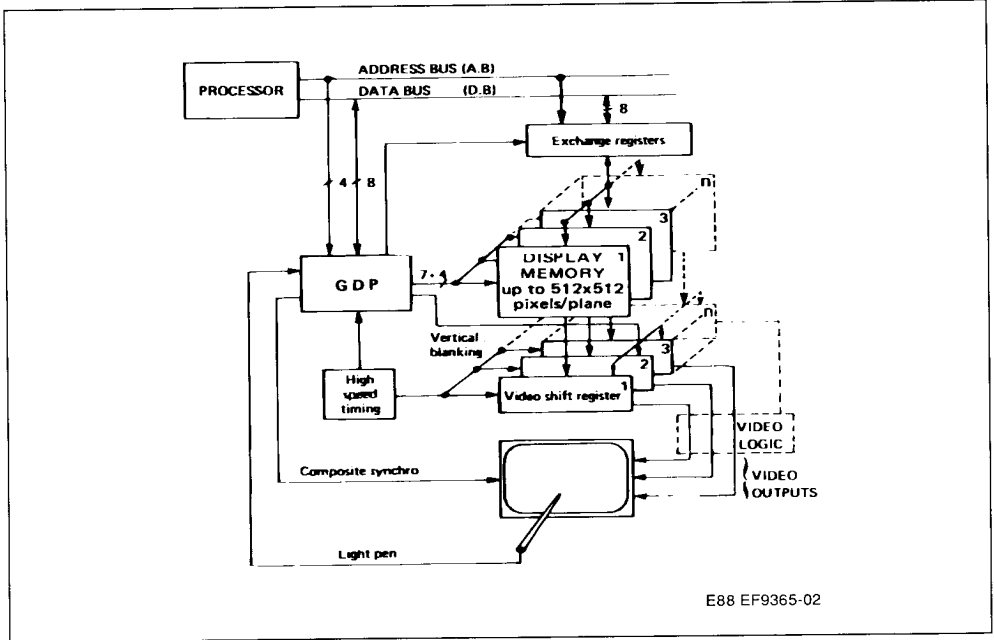 ADDRESS BUS (A.B)
PROCESSOR
DATA BUS (D.B)
8
Exchange registers
4 8
n
3
2
1
DISPLAY
MEMORY
up to 512x512
pixels/plane
GDP
7 + 4
n
Vertical
blanking
3
2
1
High
speed
timing
Video shift register
VIDEO
LOGIC
Composite synchro
VIDEO
OUTPUTS
Light pen
E88 EF9365-02